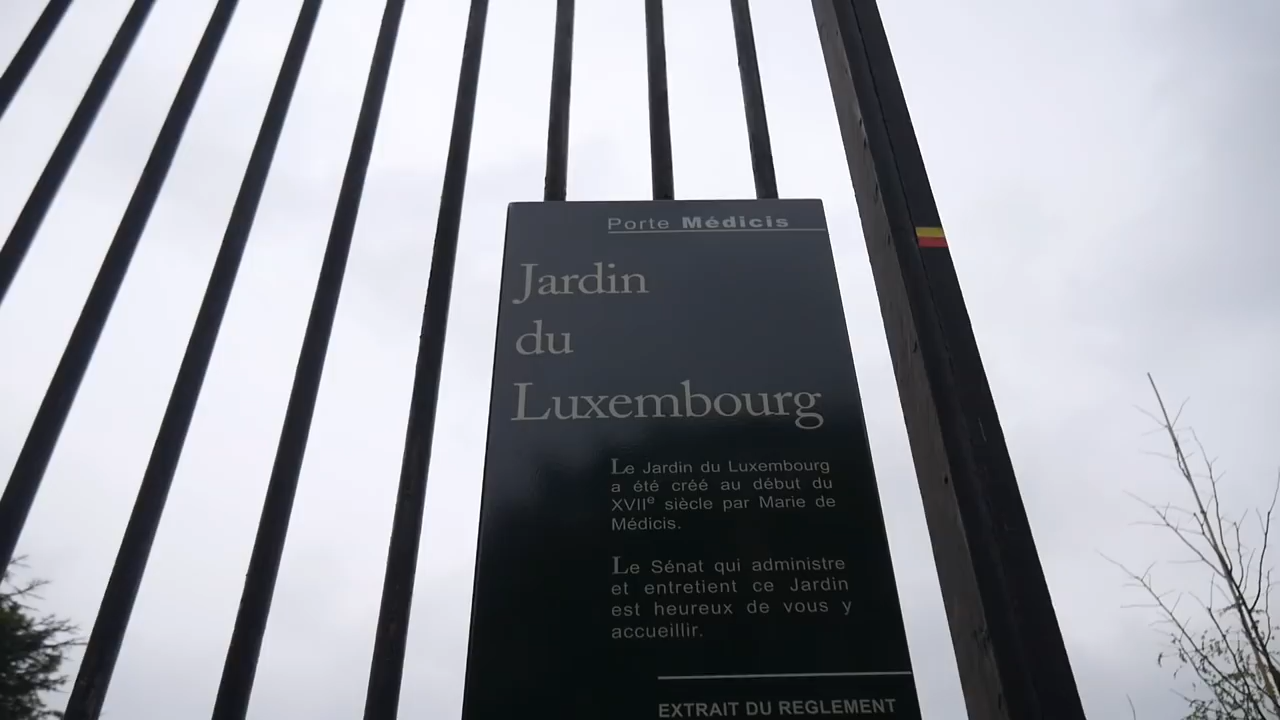 Porte Médicis
Jardin
du
Luxembourg
Le Jardin du Luxembourg
a été créé au début du
XVIIe siècle par Marie de
Médicis.
Le Sénat qui administre
et entretient ce Jardin
est heureux de vous y
accueillir.
EXTRAIT DU REGLEMENT